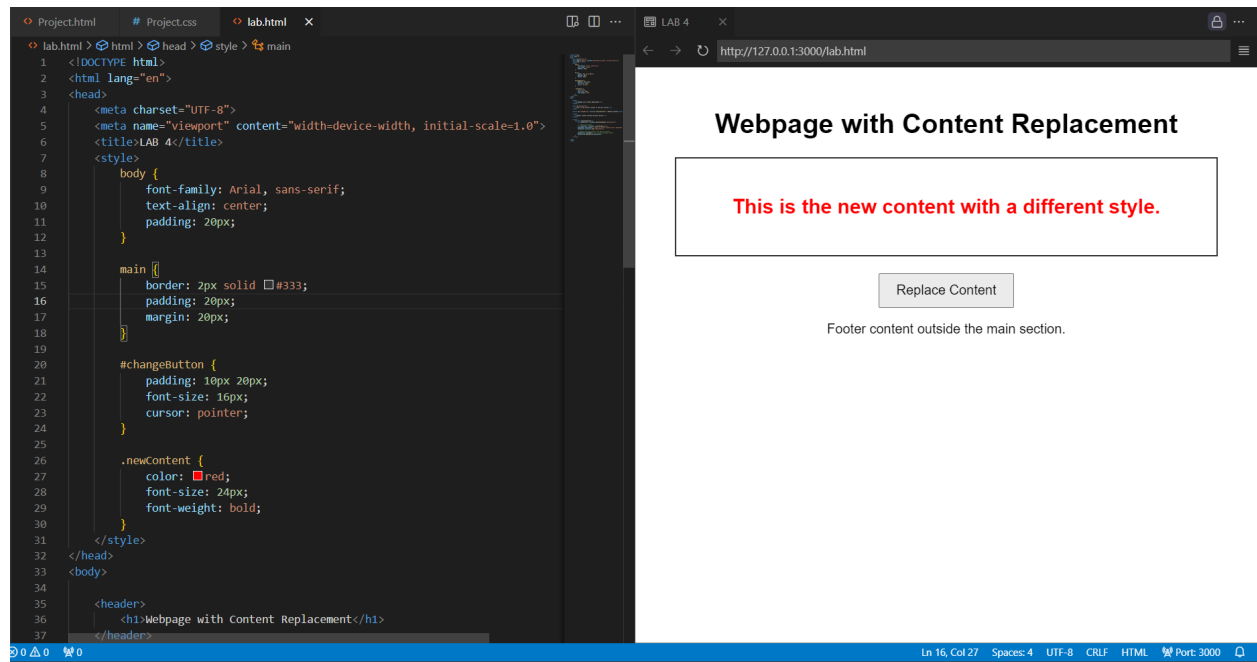 Project.html # Project.css lab.html ×
lab.html > html > head > style > main
1 <!DOCTYPE html>
2 <html lang="en">
3 <head>
4     <meta charset="UTF-8">
5     <meta name="viewport" content="width=device-width, initial-scale=1.0">
6     <title>LAB 4</title>
7     <style>
8         body {
9             font-family: Arial, sans-serif;
10             text-align: center;
11             padding: 20px;
12         }
13
14         main {
15             border: 2px solid #333;
16             padding: 20px;
17             margin: 20px;
18         }
19
20         #changeButton {
21             padding: 10px 20px;
22             font-size: 16px;
23             cursor: pointer;
24         }
25
26         .newContent {
27             color: red;
28             font-size: 24px;
29             font-weight: bold;
30         }
31     </style>
32 </head>
33 <body>
34
35     <header>
36         <h1>Webpage with Content Replacement</h1>
37     </header>
LAB 4 ×
http://127.0.0.1:3000/lab.html
Webpage with Content Replacement
This is the new content with a different style.
Replace Content
Footer content outside the main section.
0 0 0 Ln 16, Col 27 Spaces: 4 UTF-8 CRLF HTML Port: 3000